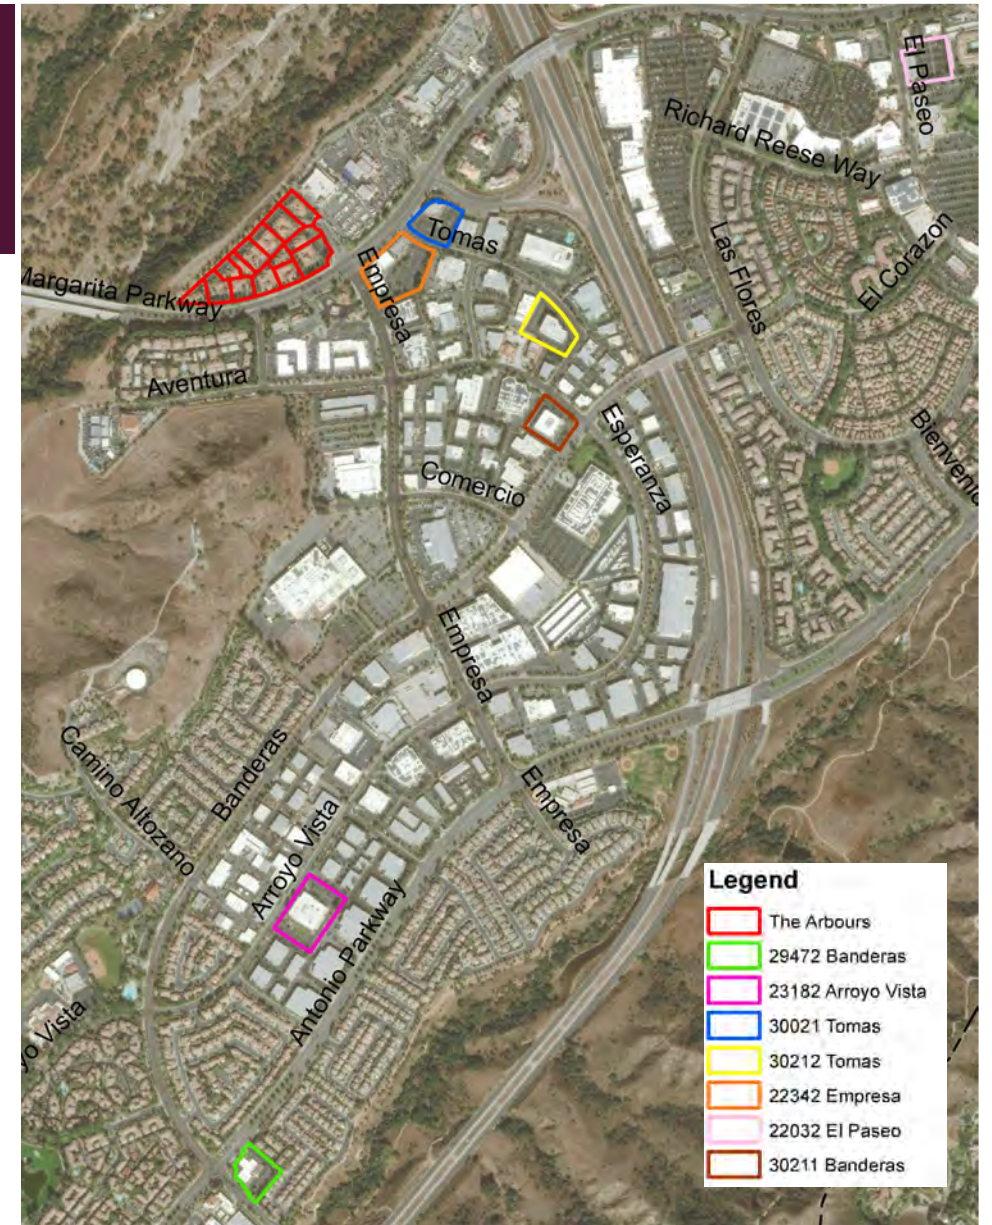 El Paseo
Richard Reese Way
Tomas
Las Flores
El Corazon
Empresa
Margarita Parkway
Aventura
Esperanza
Bienvenid
Comercio
Empresa
Camino Altozano
Banderas
Empresa
Arroyo Vista
Antonio Parkway
yo Vista
Legend
The Arbours
29472 Banderas
23182 Arroyo Vista
30021 Tomas
30212 Tomas
22342 Empresa
22032 El Paseo
30211 Banderas